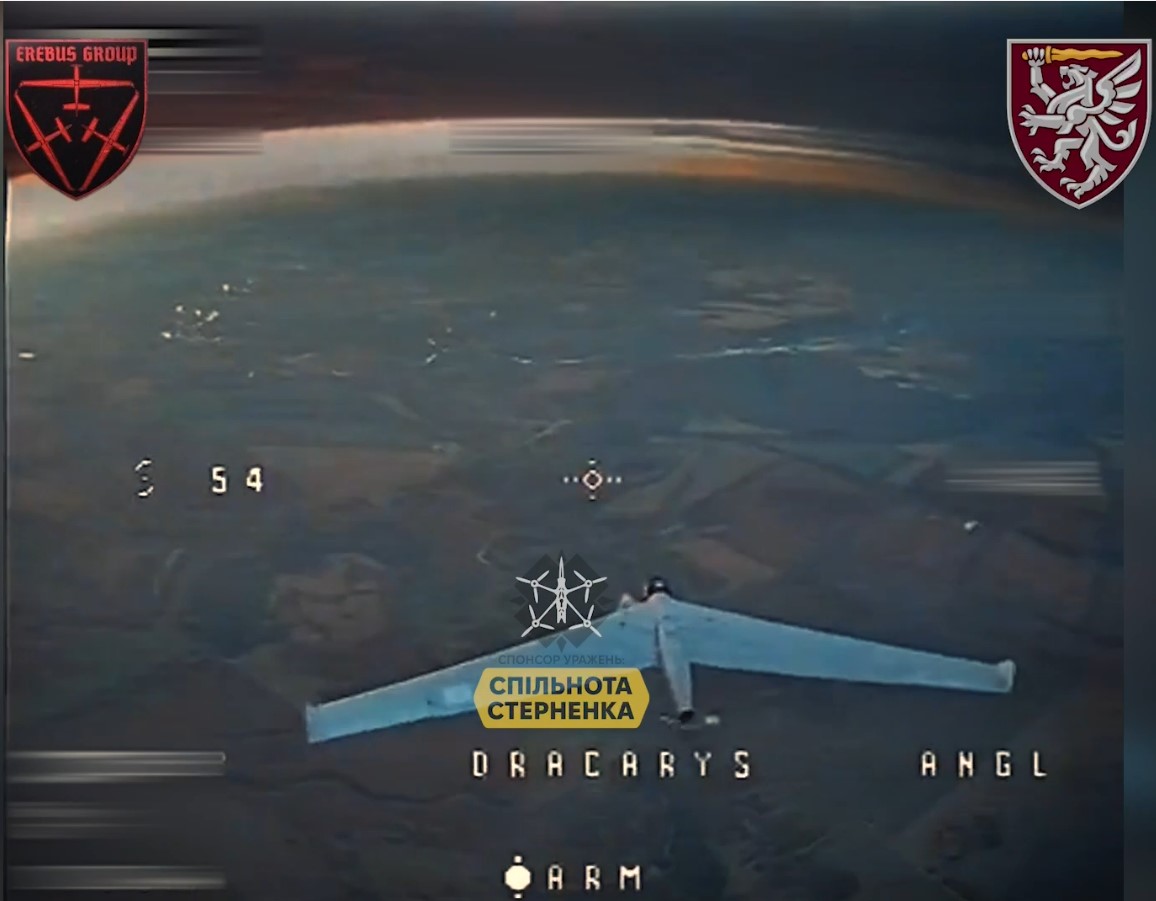 EREBUS GROUP
54
СПОНСОР УРАЖЕНЬ:
СПІЛЬНОТА
СТЕРНЕНКА
DRACARYS
ANGL
ARM